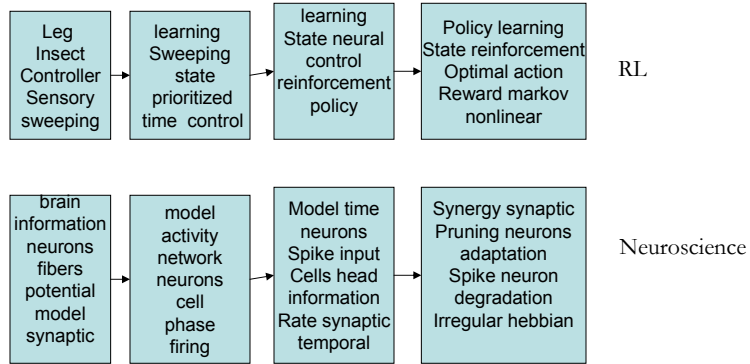 Leg
Insect
Controller
Sensory
sweeping
learning
Sweeping
state
prioritized
time control
learning
State neural
control
reinforcement
policy
Policy learning
State reinforcement
Optimal action
Reward markov
nonlinear
RL
brain
information
neurons
fibers
potential
model
synaptic
model
activity
network
neurons
cell
phase
firing
Model time
neurons
Spike input
Cells head
information
Rate synaptic
temporal
Synergy synaptic
Pruning neurons
adaptation
Spike neuron
degradation
Irregular hebbian
Neuroscience